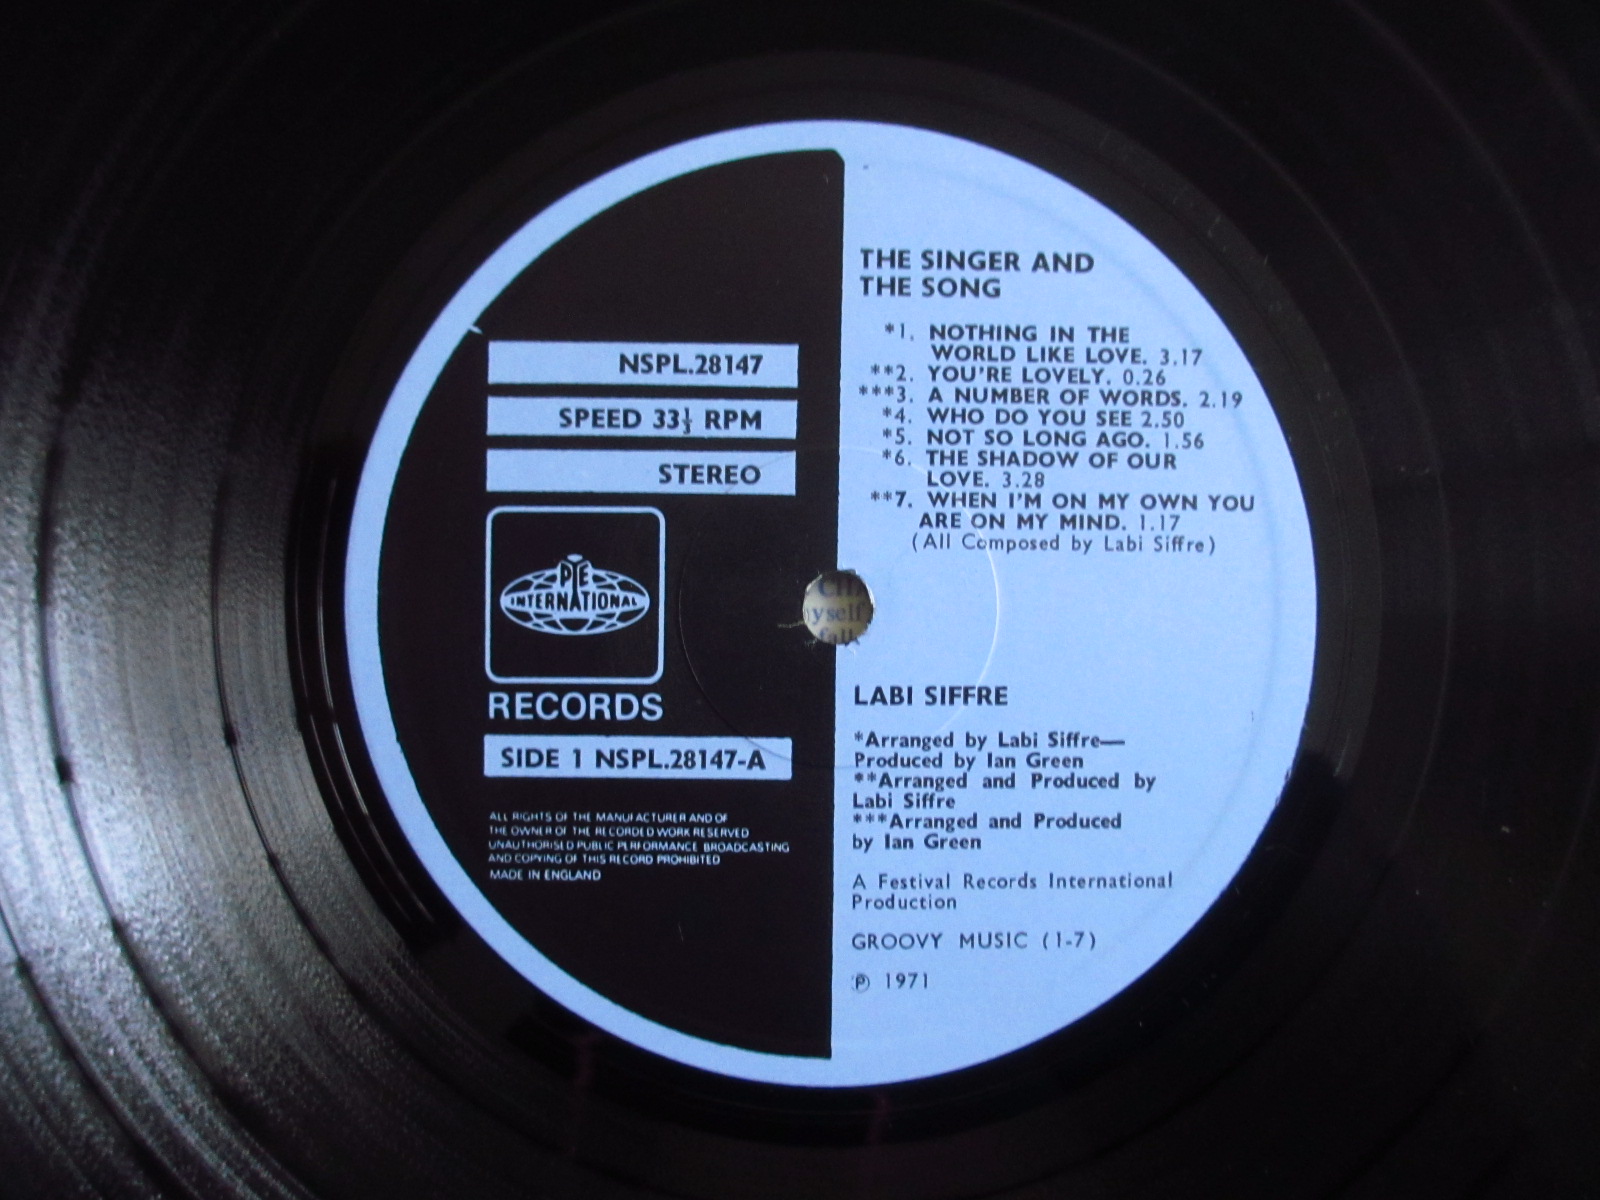 NSPL.28147
SPEED 33⅓ RPM
STEREO
PYE
INTERNATIONAL
RECORDS
SIDE 1 NSPL.28147-A
ALL RIGHTS OF THE MANUFACTURER AND OF
THE OWNER OF THE RECORDED WORK RESERVED
UNAUTHORISED PUBLIC PERFORMANCE BROADCASTING
AND COPYING OF THIS RECORD PROHIBITED
MADE IN ENGLAND
THE SINGER AND
THE SONG
*1. NOTHING IN THE
WORLD LIKE LOVE. 3.17
**2. YOU'RE LOVELY. 0.26
***3. A NUMBER OF WORDS. 2.19
*4. WHO DO YOU SEE 2.50
*5. NOT SO LONG AGO. 1.56
*6. THE SHADOW OF OUR
LOVE. 3.28
**7. WHEN I'M ON MY OWN YOU
ARE ON MY MIND. 1.17
(All Composed by Labi Siffre)
LABI SIFFRE
*Arranged by Labi Siffre—
Produced by Ian Green
**Arranged and Produced by
Labi Siffre
***Arranged and Produced
by Ian Green
A Festival Records International
Production
GROOVY MUSIC (1-7)
℗ 1971